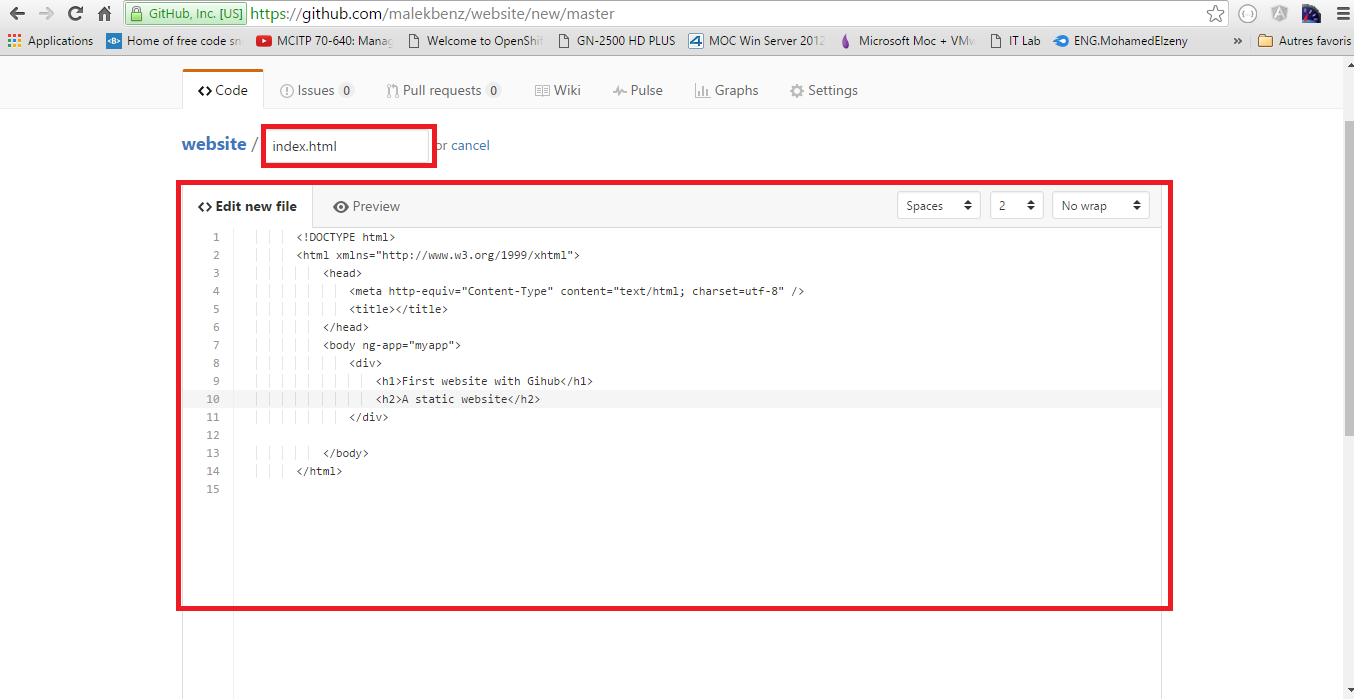 GitHub, Inc. [US] https://github.com/malekbenz/website/new/master
Applications Home of free code MCITP 70-640: Welcome to GN-2500 HD PLUS MOC Win Server 2012 Microsoft Moc + IT Lab ENG.MohamedElzeny » Autres favoris
<> Code Issues 0 Pull requests 0 Wiki Pulse Graphs Settings
website / index.html or cancel
<> Edit new file Preview Spaces 2 No wrap
1 <!DOCTYPE html>
2 <html xmlns="http://www.w3.org/1999/xhtml">
3 <head>
4 <meta http-equiv="Content-Type" content="text/html; charset=utf-8" />
5 <title></title>
6 </head>
7 <body ng-app="myapp">
8 <div>
9 <h1>First website with Gihub</h1>
10 <h2>A static website</h2>
11 </div>
12
13 </body>
14 </html>
15